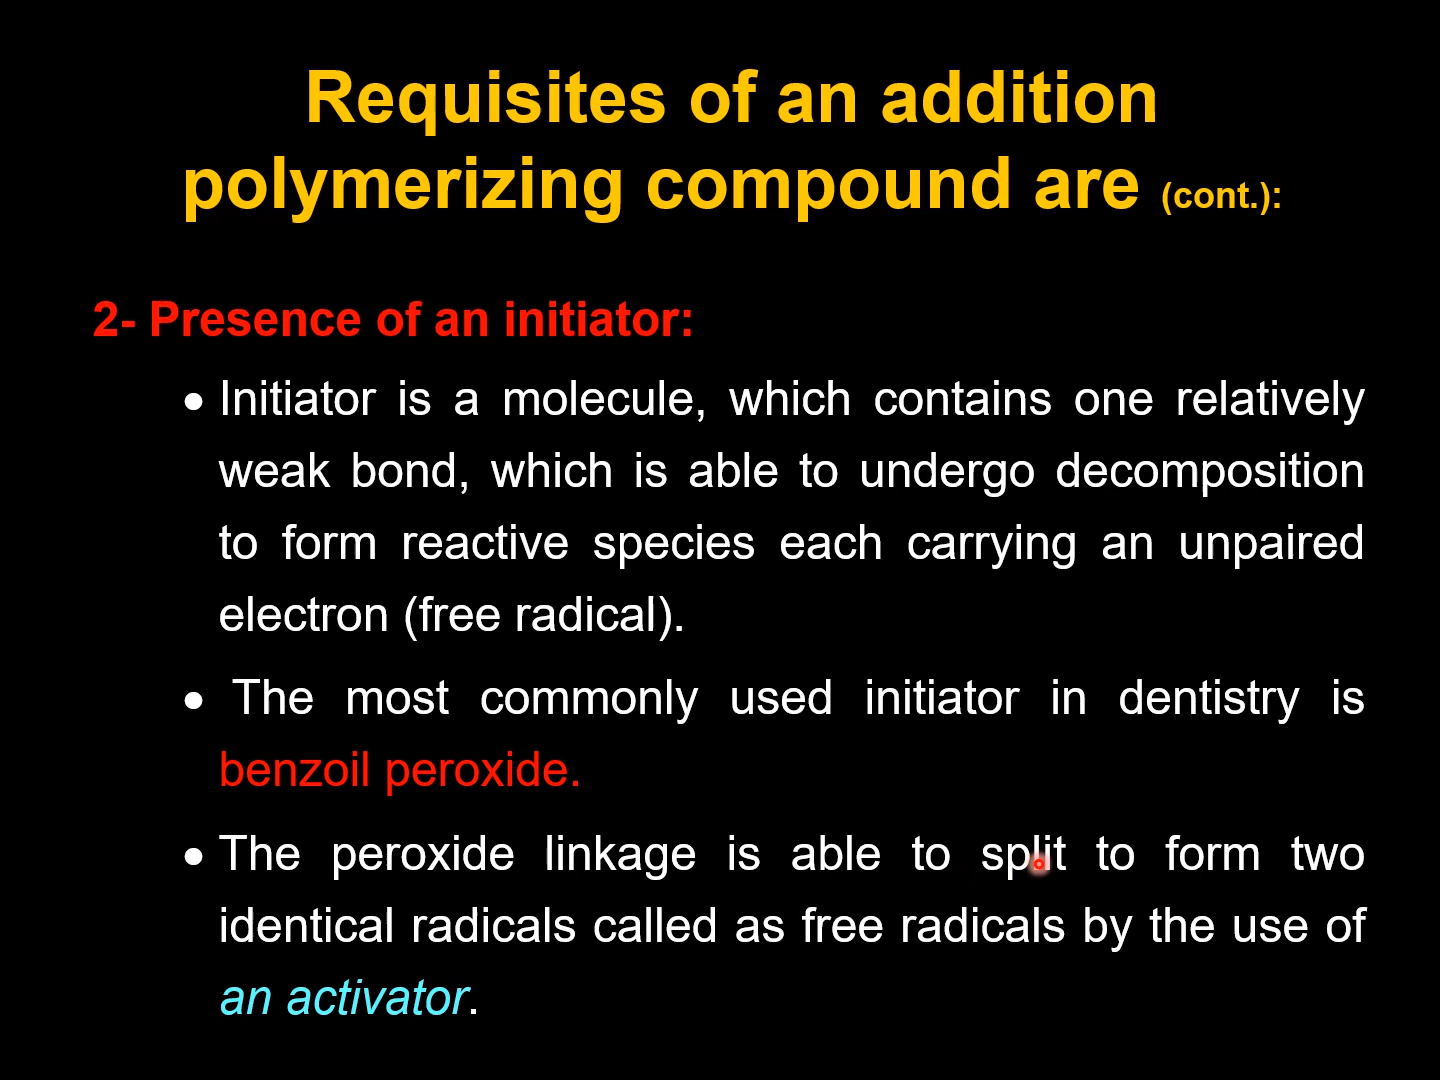 Requisites of an addition
polymerizing compound are (cont.):
2- Presence of an initiator:
• Initiator is a molecule, which contains one relatively
weak bond, which is able to undergo decomposition
to form reactive species each carrying an unpaired
electron (free radical).
• The most commonly used initiator in dentistry is
benzoil peroxide.
• The peroxide linkage is able to split to form two
identical radicals called as free radicals by the use of
an activator.